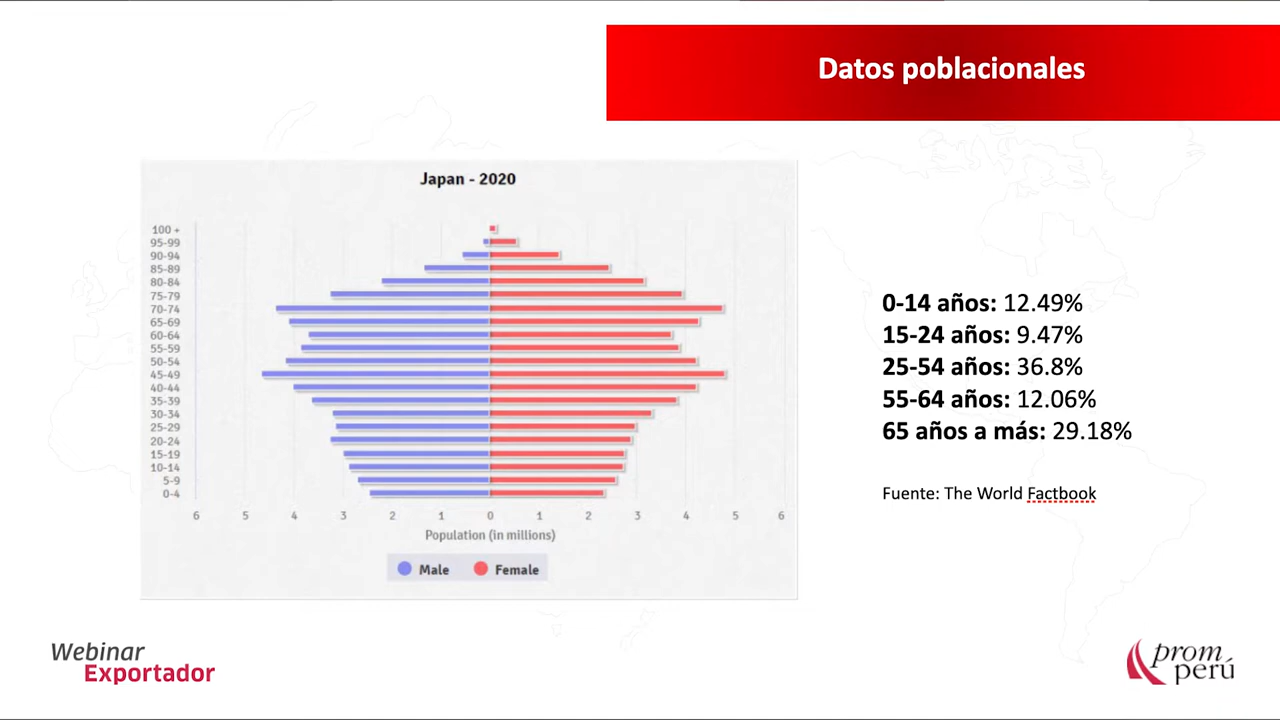 Datos poblacionales
Japan - 2020
100 +
95-99
90-94
85-89
80-84
75-79
70-74
65-69
60-64
55-59
50-54
45-49
40-44
35-39
30-34
25-29
20-24
15-19
10-14
5-9
0-4
6 5 4 3 2 1 0 1 2 3 4 5 6
Population (in millions)
Male Female
0-14 años: 12.49%
15-24 años: 9.47%
25-54 años: 36.8%
55-64 años: 12.06%
65 años a más: 29.18%
Fuente: The World Factbook
Webinar
Exportador
prom
perú